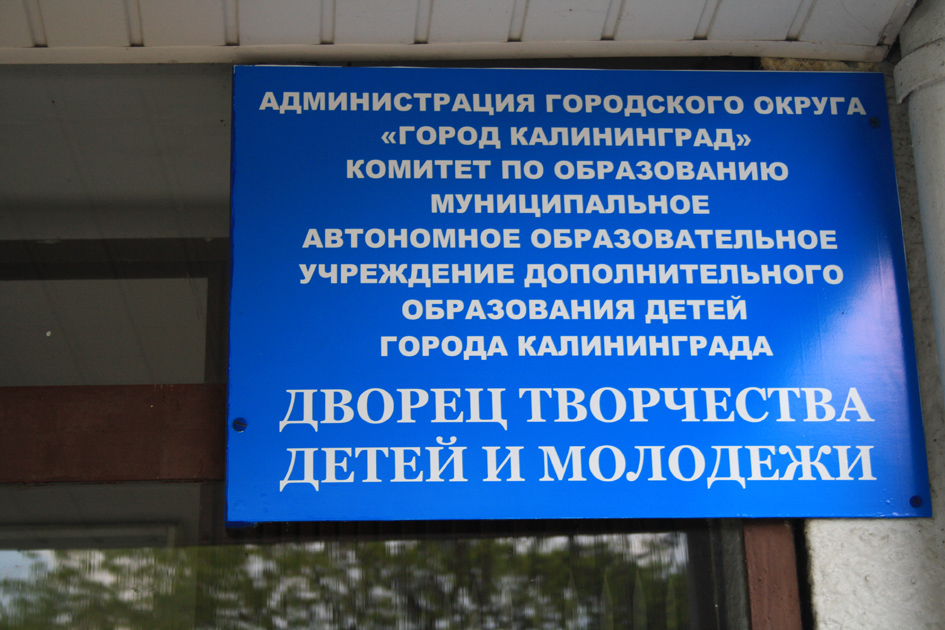 АДМИНИСТРАЦИЯ ГОРОДСКОГО ОКРУГА
«ГОРОД КАЛИНИНГРАД»
КОМИТЕТ ПО ОБРАЗОВАНИЮ
МУНИЦИПАЛЬНОЕ
АВТОНОМНОЕ ОБРАЗОВАТЕЛЬНОЕ
УЧРЕЖДЕНИЕ ДОПОЛНИТЕЛЬНОГО
ОБРАЗОВАНИЯ ДЕТЕЙ
ГОРОДА КАЛИНИНГРАДА
ДВОРЕЦ ТВОРЧЕСТВА
ДЕТЕЙ И МОЛОДЕЖИ